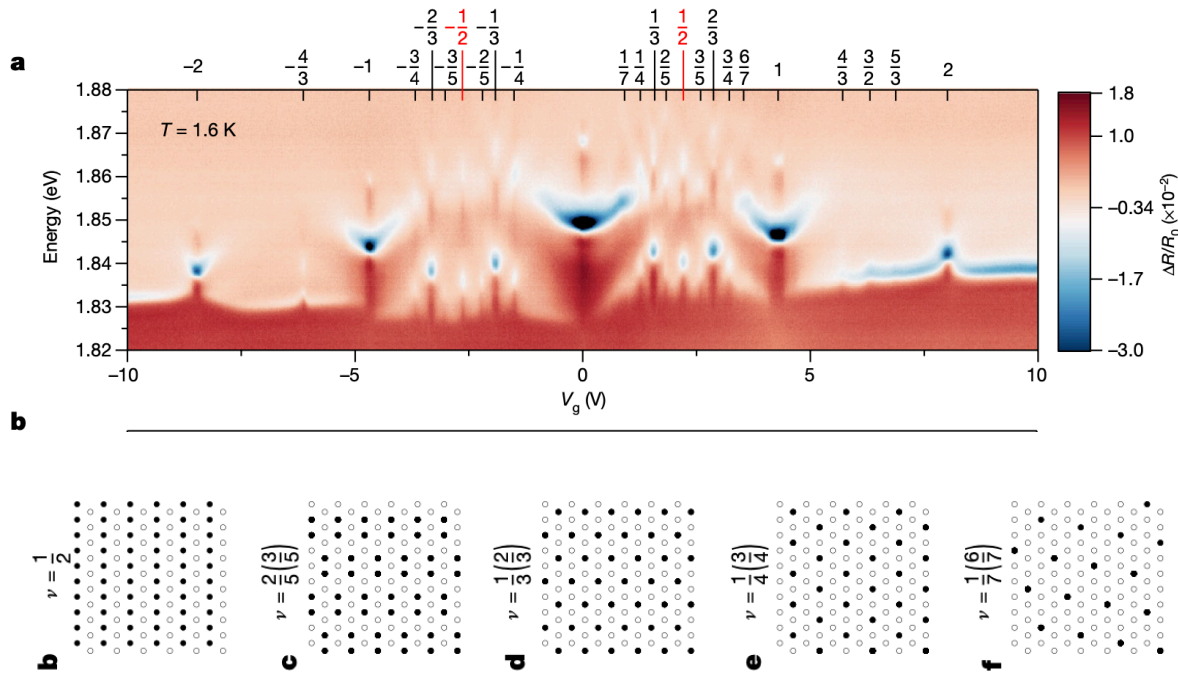 a
−2 −4/3 −1 −3/4 −2/3 −3/5 −1/2 −2/5 −1/3 −1/4 1/7 1/4 1/3 2/5 1/2 3/5 2/3 3/4 6/7 1 4/3 3/2 5/3 2
1.88
1.87
1.86
1.85
1.84
1.83
1.82
Energy (eV)
T = 1.6 K
−10 −5 0 5 10
Vg (V)
1.8
1.0
−0.34
−1.7
−3.0
ΔR/R0 (×10−2)
b
b ν = 1/2
c ν = 2/5(3/5)
d ν = 1/3(2/3)
e ν = 1/4(3/4)
f ν = 1/7(6/7)